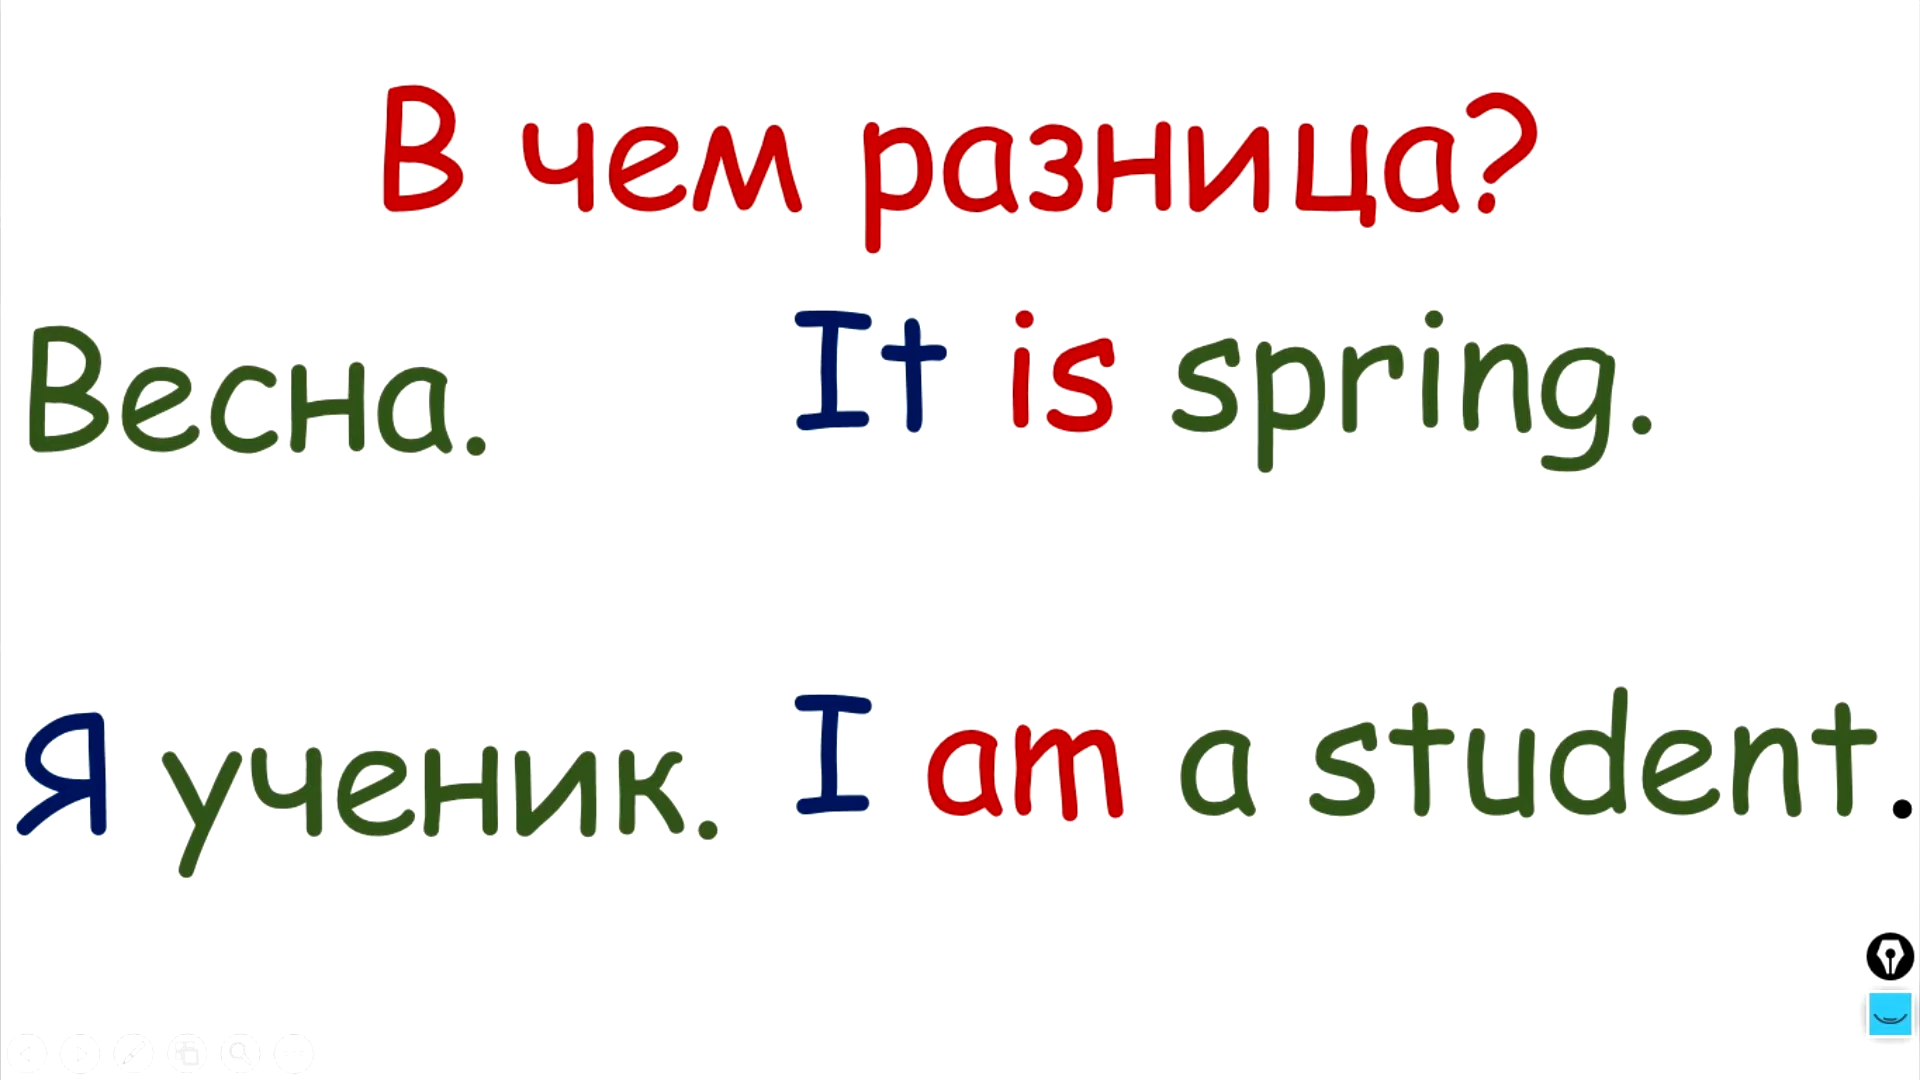 В чем разница?
Весна. It is spring.
Я ученик. I am a student.